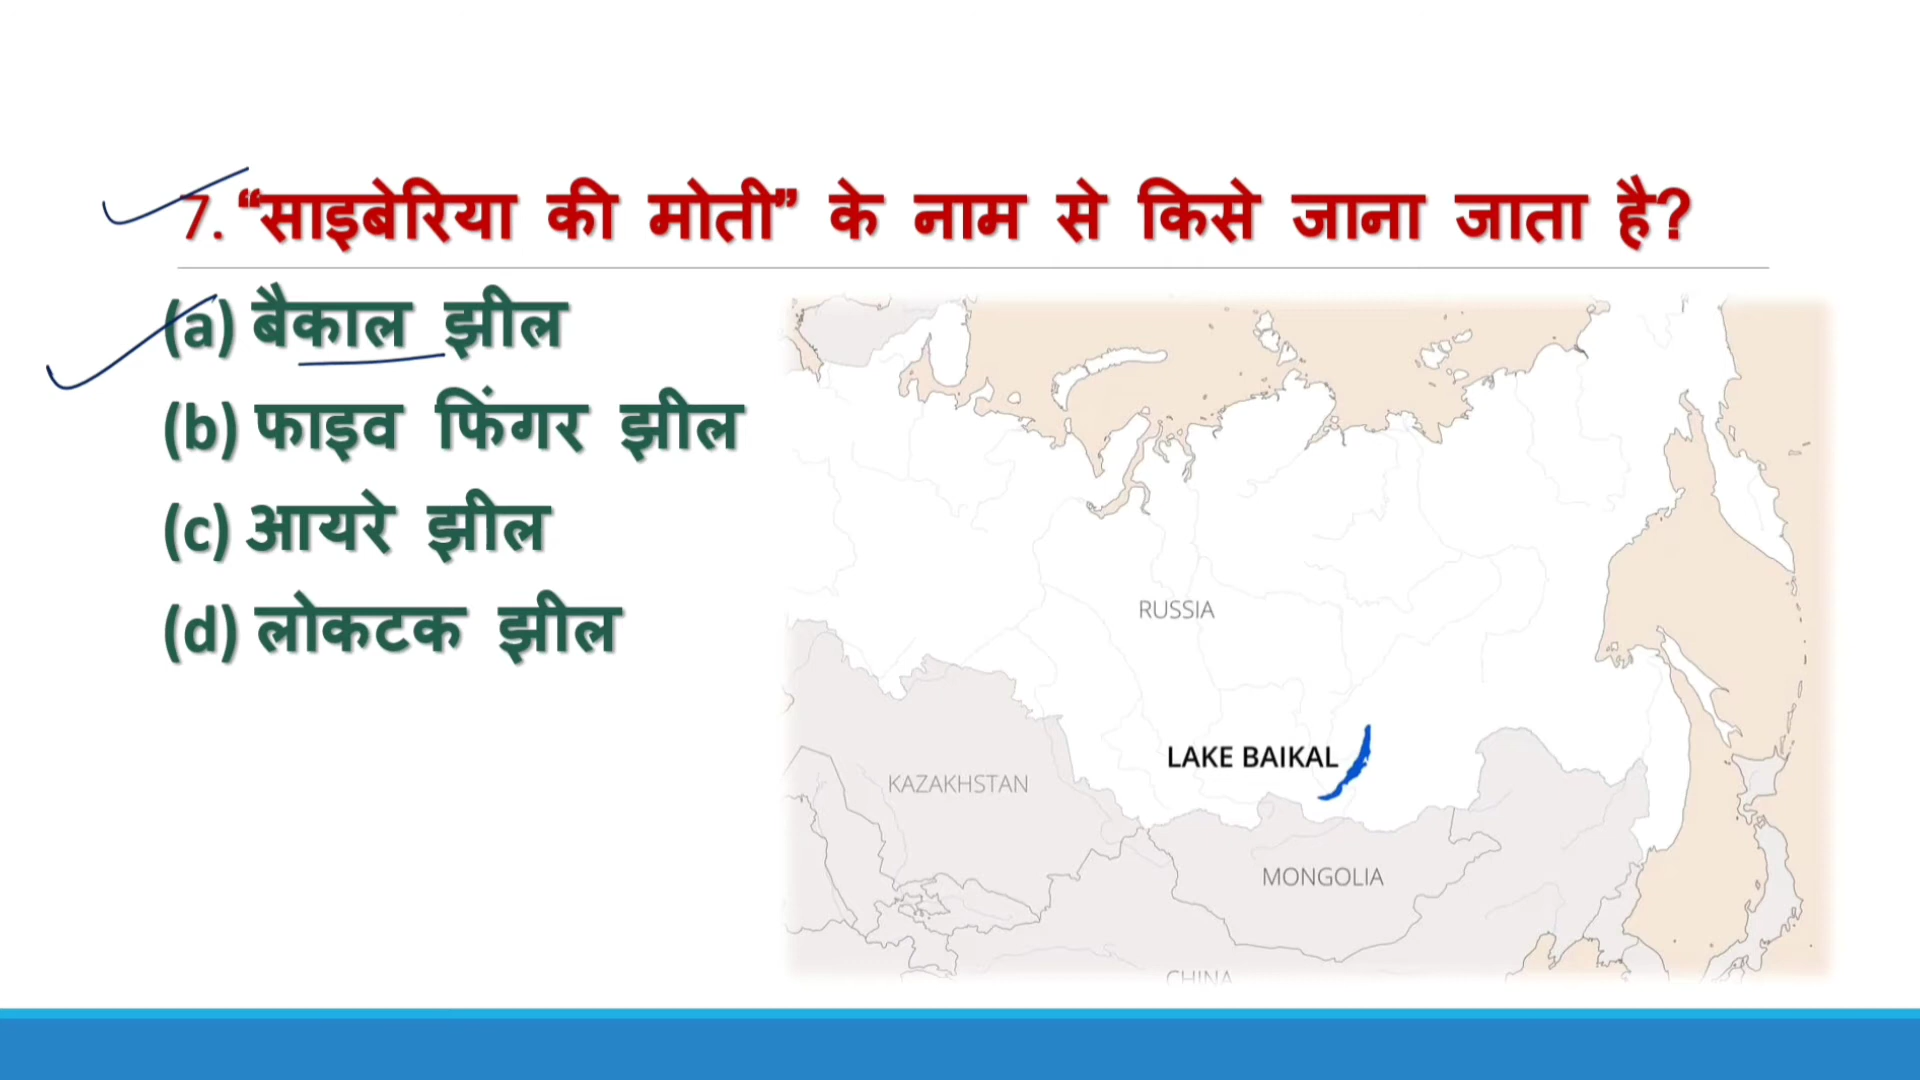 7. “साइबेरिया की मोती” के नाम से किसे जाना जाता है?
(a) बैकाल झील
(b) फाइव फिंगर झील
(c) आयरे झील
(d) लोकटक झील
RUSSIA
LAKE BAIKAL
KAZAKHSTAN
MONGOLIA
CHINA